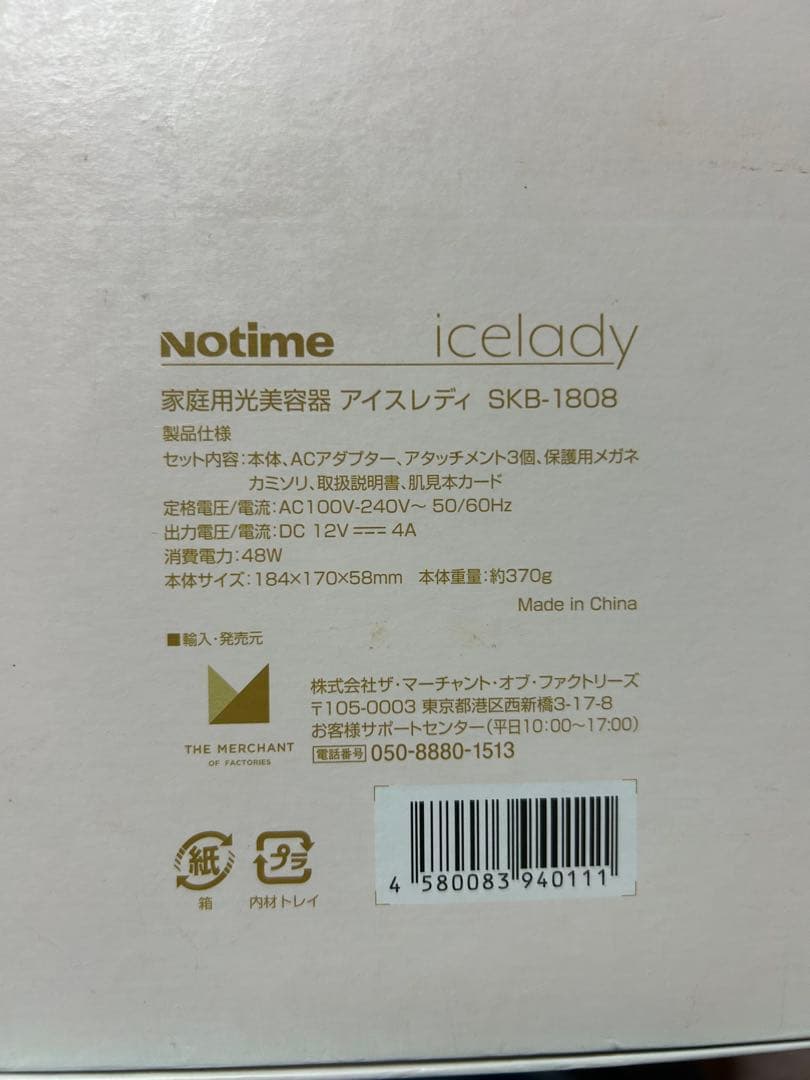 Notime icelady
家庭用光美容器 アイスレディ SKB-1808
製品仕様
セット内容:本体、ACアダプター、アタッチメント3個、保護用メガネ
カミソリ、取扱説明書、肌見本カード
定格電圧/電流:AC100V-240V〜 50/60Hz
出力電圧/電流:DC 12V⎓4A
消費電力:48W
本体サイズ:184×170×58mm 本体重量:約370g
Made in China
■輸入・発売元
株式会社ザ・マーチャント・オブ・ファクトリーズ
〒105-0003 東京都港区西新橋3-17-8
お客様サポートセンター(平日10:00〜17:00)
電話番号 050-8880-1513
THE MERCHANT
OF FACTORIES
紙
箱
プラ
内材トレイ
4 580083 940111